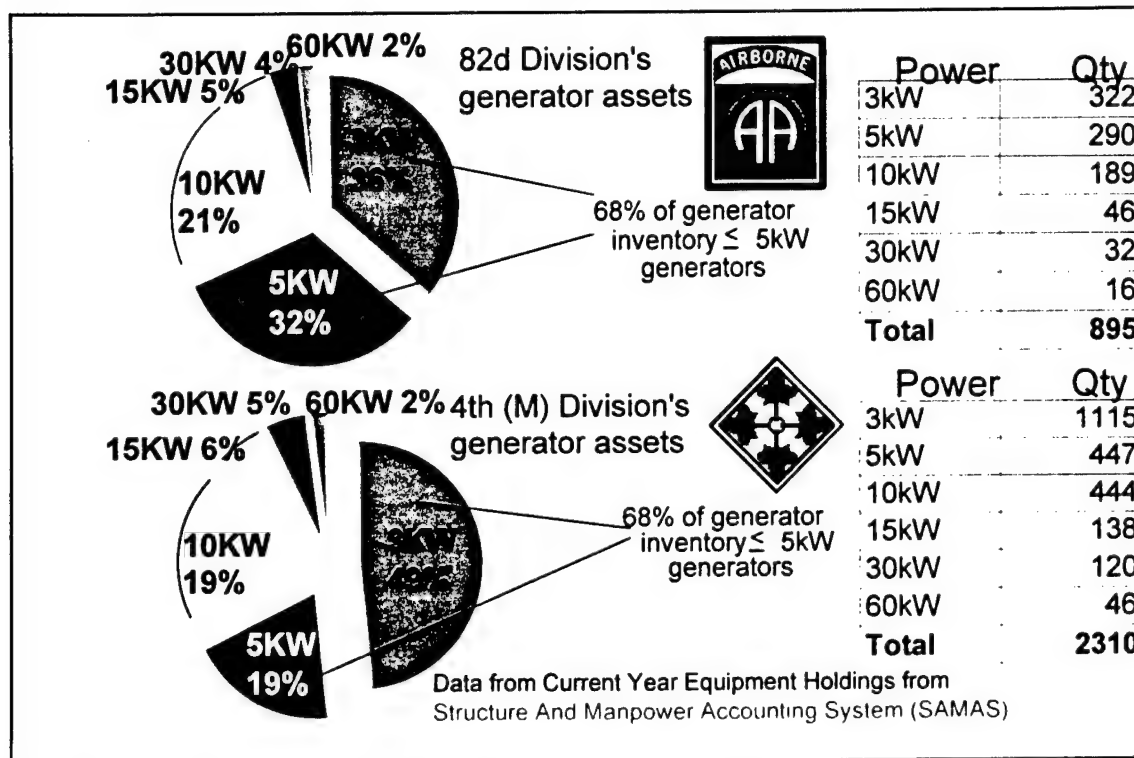 60KW 2%
30KW 4%
15KW 5%
10KW
21%
36%
5KW
32%
82d Division's
generator assets
AIRBORNE
AA
68% of generator
inventory ≤ 5kW
generators
Power Qty
3kW 322
5kW 290
10kW 189
15kW 46
30kW 32
60kW 16
Total 895
30KW 5% 60KW 2%
15KW 6%
10KW
19%
3KW
49%
5KW
19%
4th (M) Division's
generator assets
68% of generator
inventory ≤ 5kW
generators
Power Qty
3kW 1115
5kW 447
10kW 444
15kW 138
30kW 120
60kW 46
Total 2310
Data from Current Year Equipment Holdings from
Structure And Manpower Accounting System (SAMAS)